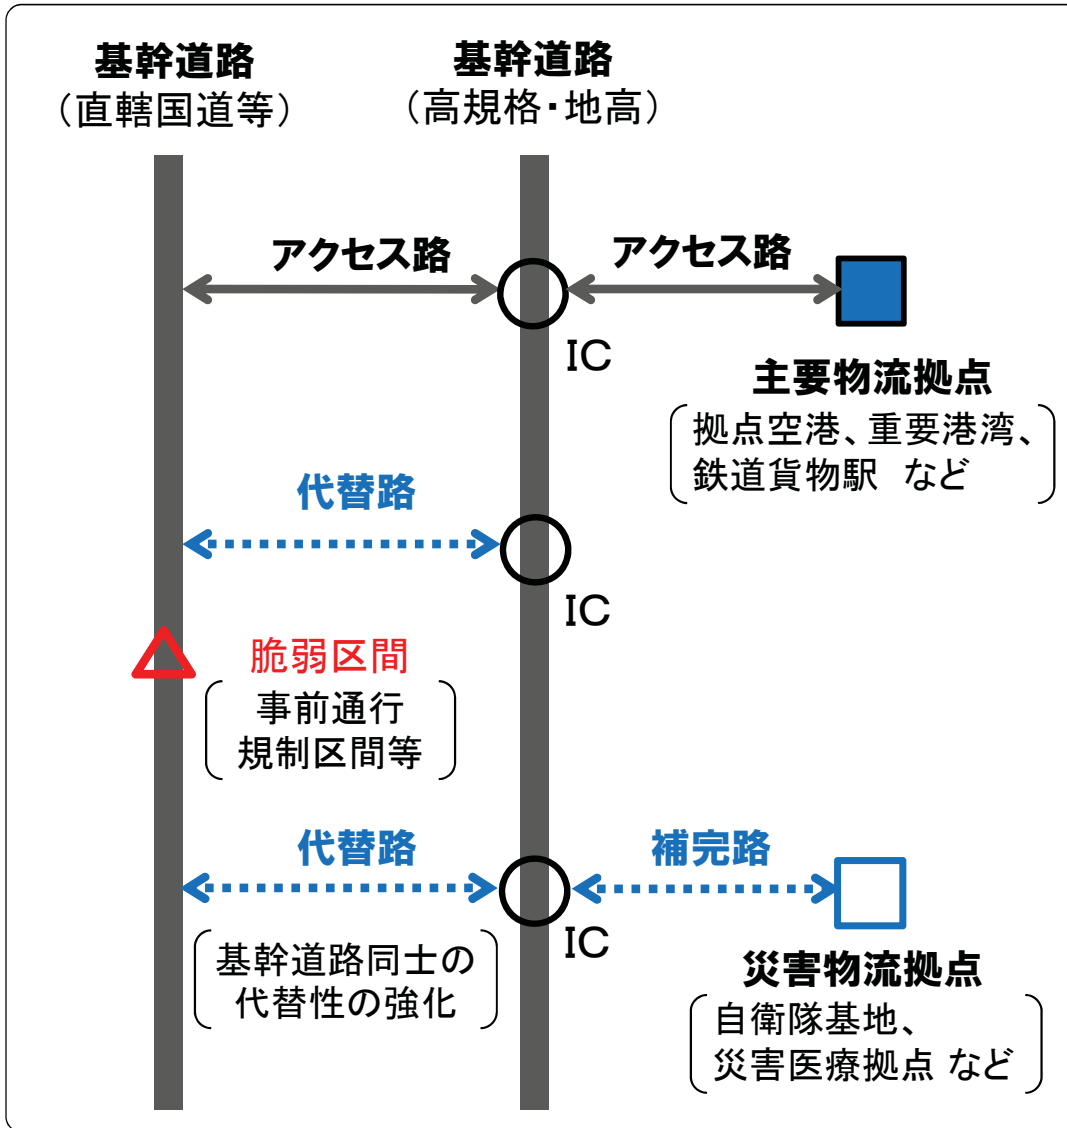 基幹道路
（直轄国道等）
基幹道路
（高規格・地高）
アクセス路
アクセス路
IC
主要物流拠点
拠点空港、重要港湾、
鉄道貨物駅 など
代替路
IC
脆弱区間
事前通行
規制区間等
代替路
補完路
IC
基幹道路同士の
代替性の強化
災害物流拠点
自衛隊基地、
災害医療拠点 など